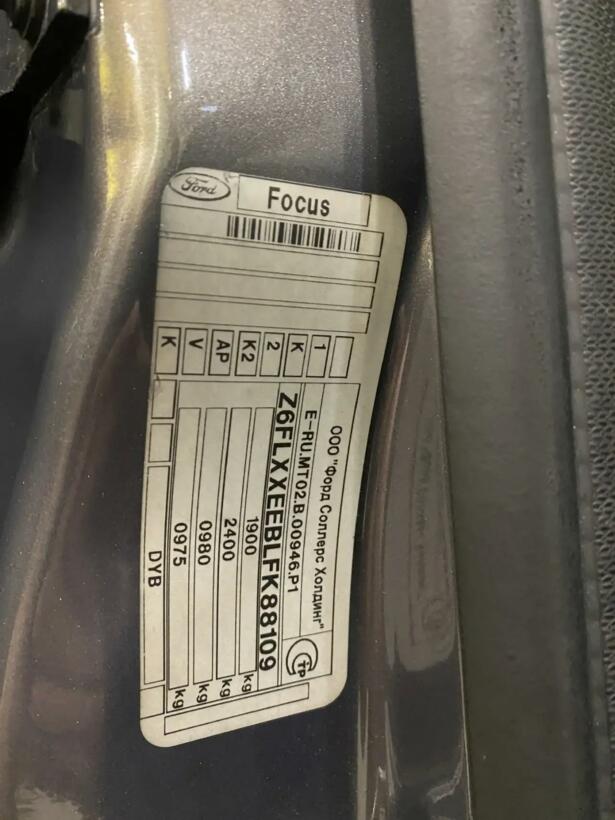 Ford
Focus
ООО "Форд Соллерс Холдинг"
E-RU.MT02.B.00946.P1
Z6FLXXEEBLFK88109
1900 kg
2400 kg
0980 kg
0975 kg
DYB
1
K
2
K2
AP
V
K
TP